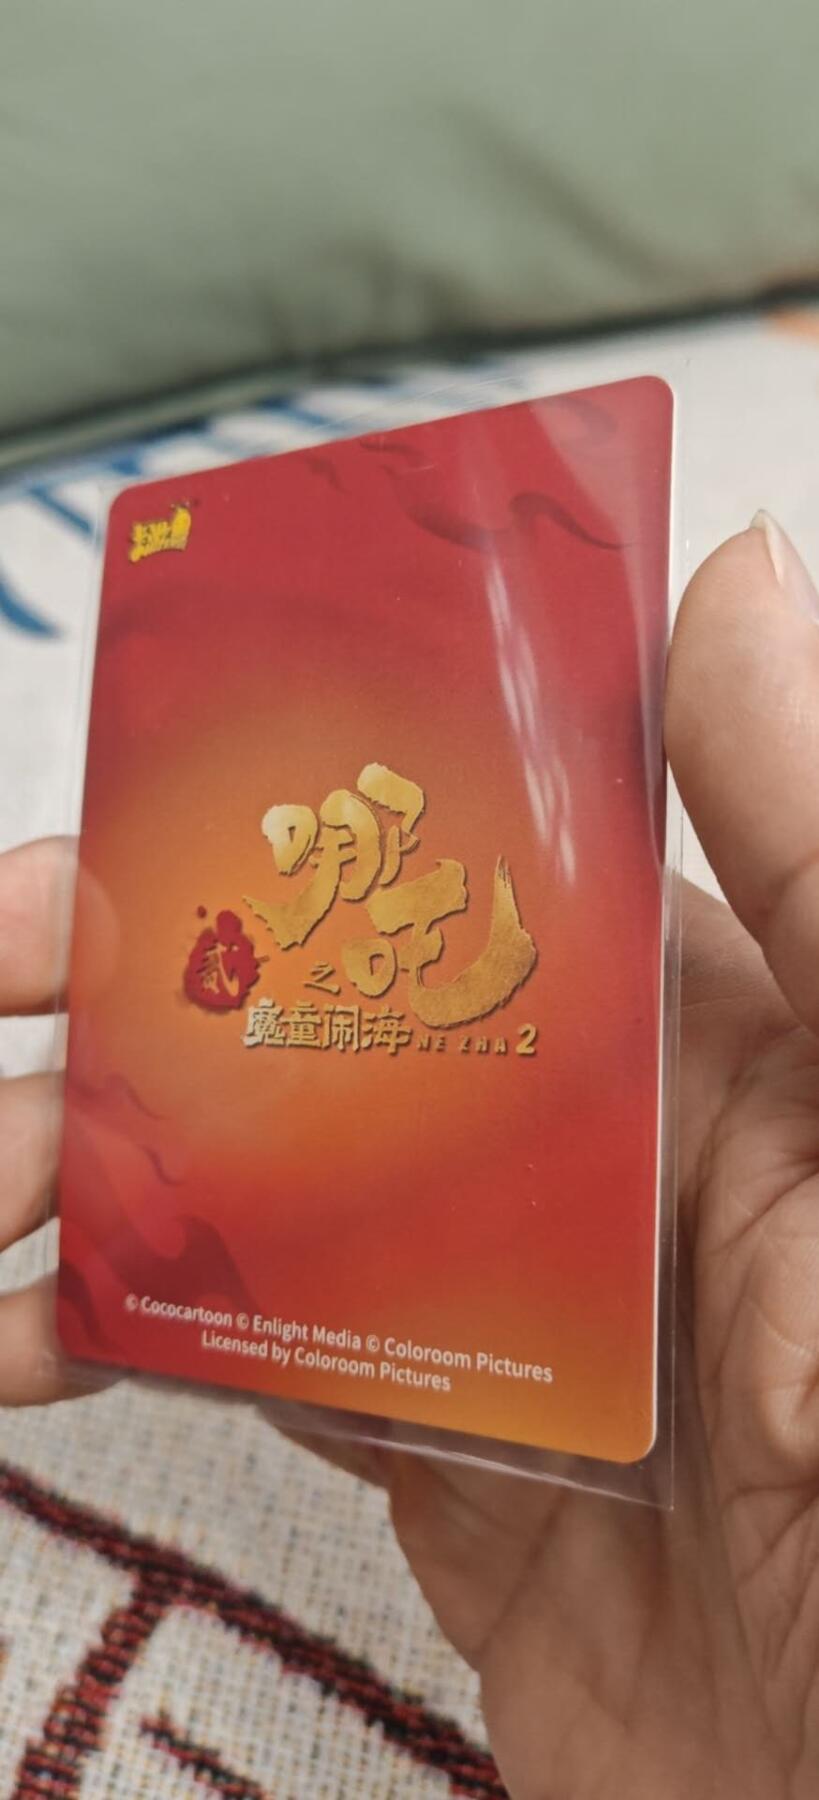 哪吒
之
贰
魔童闹海 NE ZHA 2
© Cococartoon © Enlight Media © Coloroom Pictures
Licensed by Coloroom Pictures